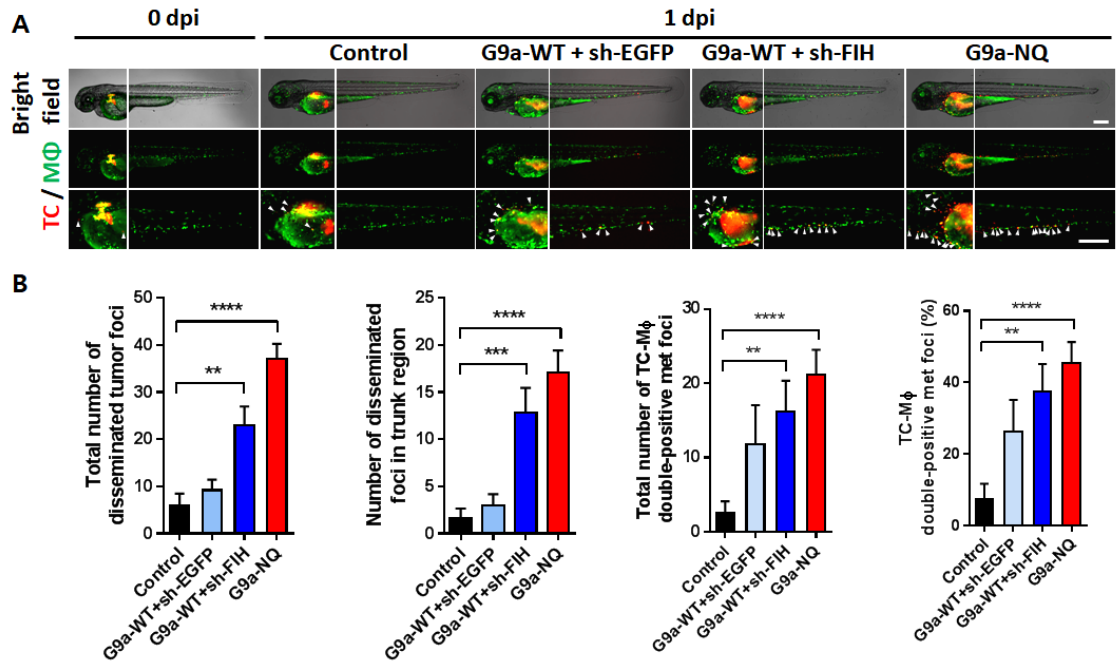 A
0 dpi
1 dpi
Control
G9a-WT + sh-EGFP
G9a-WT + sh-FIH
G9a-NQ
Bright
field
TC / MΦ
B
Total number of
disseminated tumor foci
50
40
30
20
10
0
****
**
Control
G9a-WT+sh-EGFP
G9a-WT+sh-FIH
G9a-NQ
Number of disseminated
foci in trunk region
25
20
15
10
5
0
****
***
Control
G9a-WT+sh-EGFP
G9a-WT+sh-FIH
G9a-NQ
Total number of TC-Mϕ
double-positive met foci
30
20
10
0
****
**
Control
G9a-WT+sh-EGFP
G9a-WT+sh-FIH
G9a-NQ
TC-Mϕ
double-positive met foci (%)
60
40
20
0
****
**
Control
G9a-WT+sh-EGFP
G9a-WT+sh-FIH
G9a-NQ